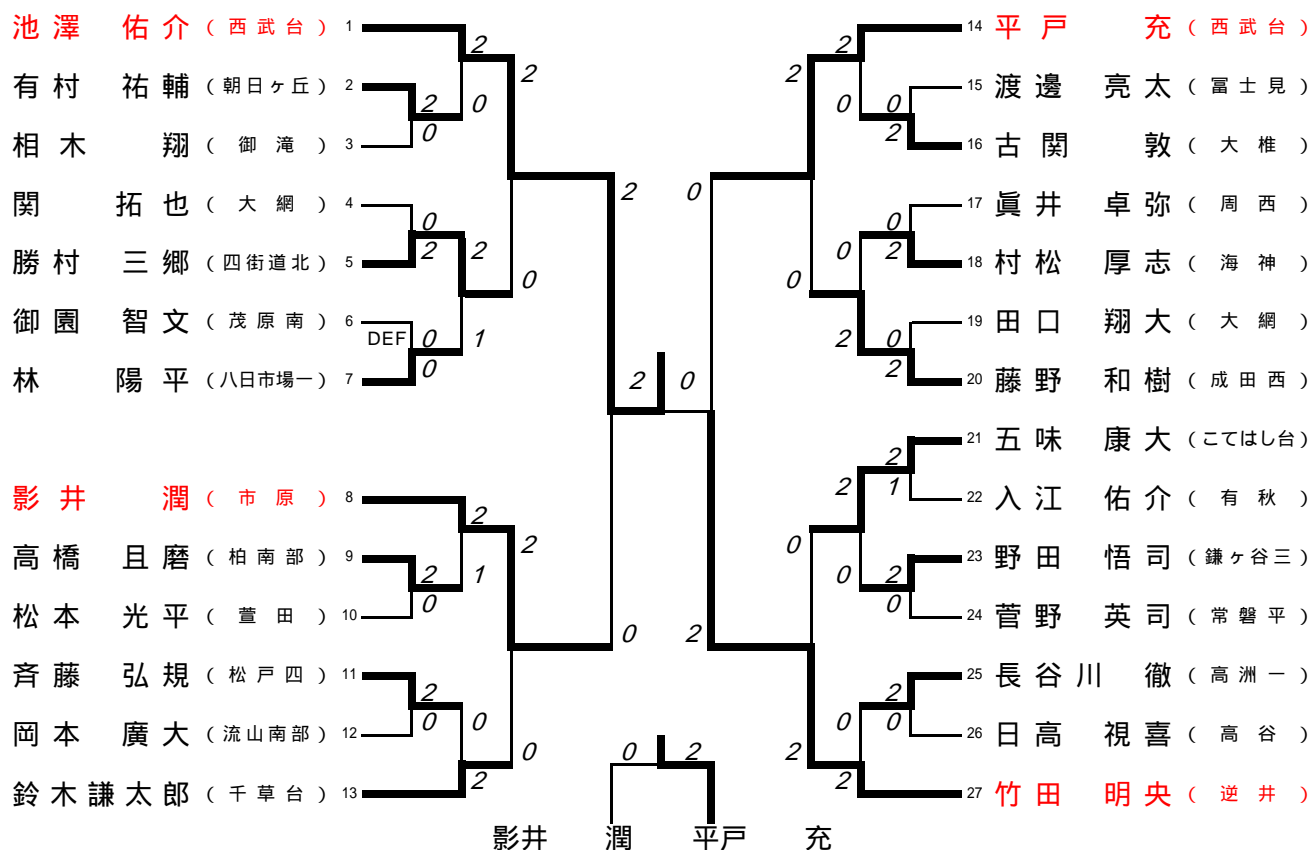 池澤 佑介 (西武台) 1
有村 祐輔 (朝日ヶ丘) 2
相木 翔 (御滝) 3
関 拓也 (大網) 4
勝村 三郷 (四街道北) 5
御園 智文 (茂原南) 6
林 陽平 (八日市場一) 7
影井 潤 (市原) 8
高橋 且磨 (柏南部) 9
松本 光平 (萱田) 10
斉藤 弘規 (松戸四) 11
岡本 廣大 (流山南部) 12
鈴木謙太郎 (千草台) 13
2
2
2 0
0
0
2 2
0
DEF 0 1
0
2
2
2
2 1
0
0
2
0 0
0
2
2 0
0 2
14 平戸 充 (西武台)
15 渡邊 亮太 (冨士見)
16 古関 敦 (大椎)
17 眞井 卓弥 (周西)
18 村松 厚志 (海神)
19 田口 翔大 (大網)
20 藤野 和樹 (成田西)
21 五味 康大 (こてはし台)
22 入江 佑介 (有秋)
23 野田 悟司 (鎌ヶ谷三)
24 菅野 英司 (常磐平)
25 長谷川 徹 (高洲一)
26 日高 視喜 (高谷)
27 竹田 明央 (逆井)
2
2
0 0
2
0
0
0 2
0
2 0
2
2
2 1
0
0 2
0
2
2
0 0
2 2
影井 潤 平戸 充